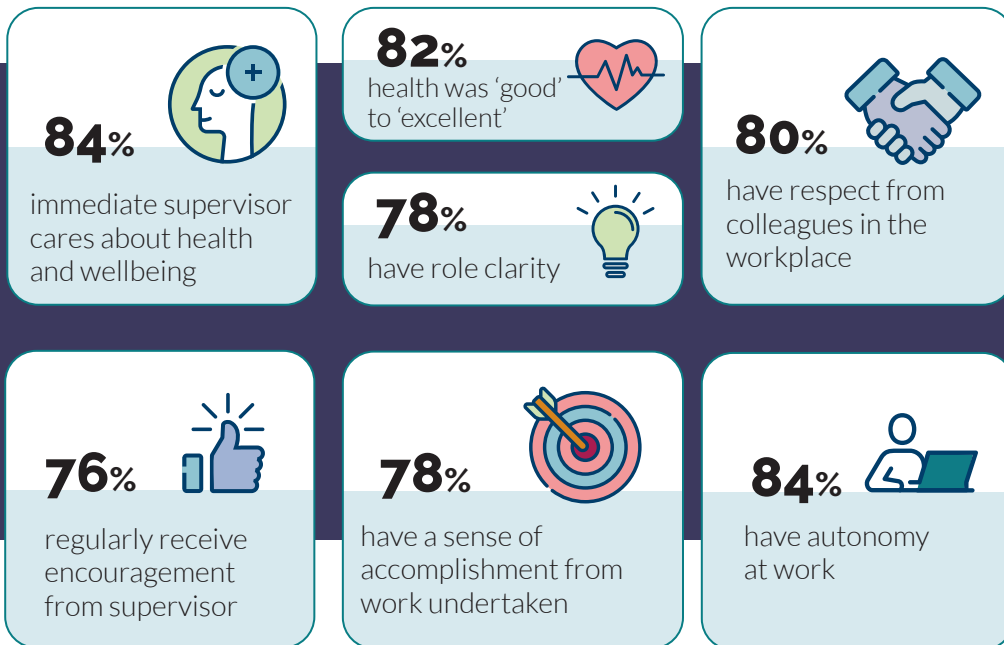 84%
immediate supervisor
cares about health
and wellbeing
82%
health was ‘good’
to ‘excellent’
78%
have role clarity
80%
have respect from
colleagues in the
workplace
76%
regularly receive
encouragement
from supervisor
78%
have a sense of
accomplishment from
work undertaken
84%
have autonomy
at work